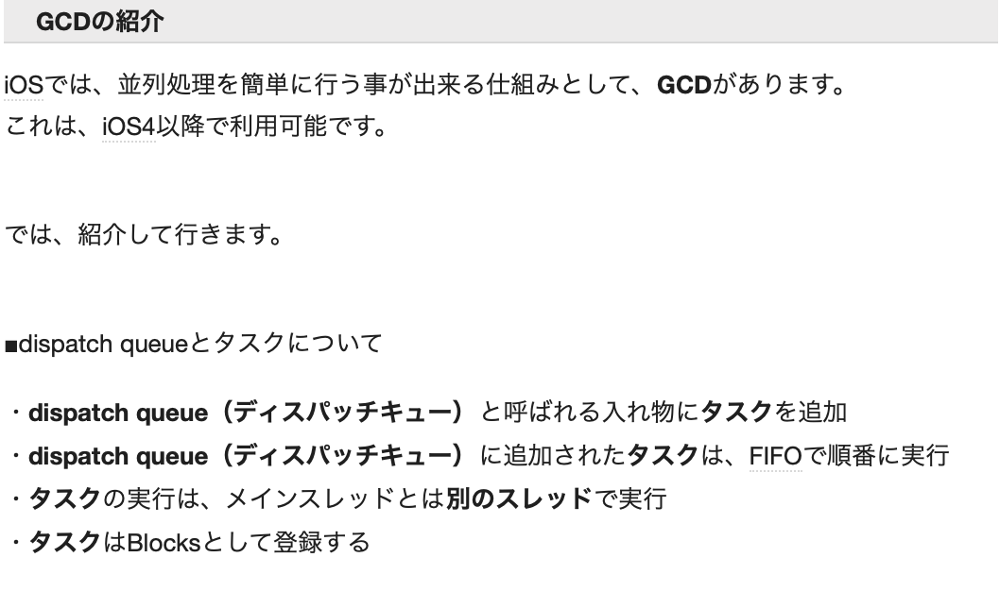 GCDの紹介
iOSでは、並列処理を簡単に行う事が出来る仕組みとして、GCDがあります。
これは、iOS4以降で利用可能です。
では、紹介して行きます。
■dispatch queueとタスクについて
・dispatch queue（ディスパッチキュー）と呼ばれる入れ物にタスクを追加
・dispatch queue（ディスパッチキュー）に追加されたタスクは、FIFOで順番に実行
・タスクの実行は、メインスレッドとは別のスレッドで実行
・タスクはBlocksとして登録する